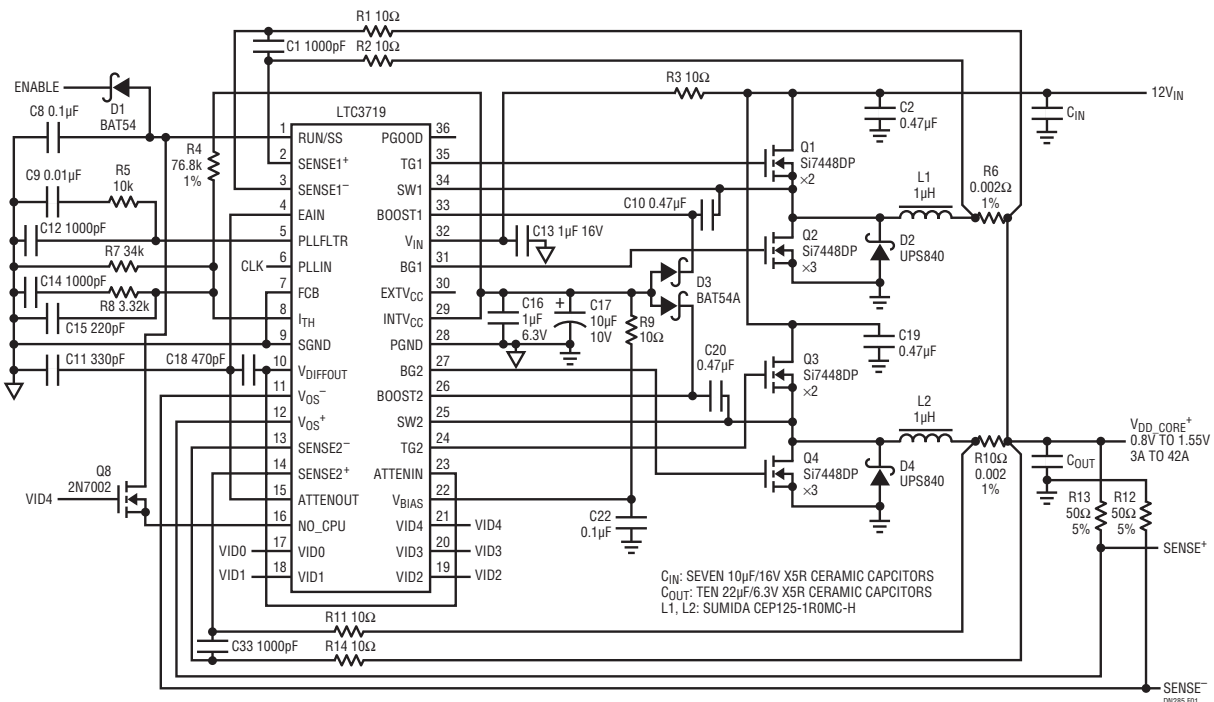 R1 10Ω
C1 1000pF
R2 10Ω
ENABLE
D1
BAT54
C8 0.1µF
R4
76.8k
1%
C9 0.01µF
R5
10k
C12 1000pF
R7 34k
CLK
C14 1000pF
R8 3.32k
C15 220pF
C11 330pF
C18 470pF
Q8
2N7002
VID4
VID0
VID1
LTC3719
1 RUN/SS
2 SENSE1+
3 SENSE1–
4 EAIN
5 PLLFLTR
6 PLLIN
7 FCB
8 ITH
9 SGND
10 VDIFFOUT
11 VOS–
12 VOS+
13 SENSE2–
14 SENSE2+
15 ATTENOUT
16 NO_CPU
17 VID0
18 VID1
PGOOD 36
TG1 35
SW1 34
BOOST1 33
VIN 32
BG1 31
EXTVCC 30
INTVCC 29
PGND 28
BG2 27
BOOST2 26
SW2 25
TG2 24
ATTENIN 23
VBIAS 22
VID4 21 VID4
VID3 20 VID3
VID2 19 VID2
R3 10Ω
C2
0.47µF
CIN
12VIN
Q1
Si7448DP
×2
C10 0.47µF
C13 1µF 16V
Q2
Si7448DP
×3
L1
1µH
R6
0.002Ω
1%
D2
UPS840
D3
BAT54A
C16
1µF
6.3V
+
C17
10µF
10V
R9
10Ω
C19
0.47µF
C20
0.47µF
Q3
Si7448DP
×2
L2
1µH
Q4
Si7448DP
×3
D4
UPS840
R10Ω
0.002
1%
COUT
VDD_CORE+
0.8V TO 1.55V
3A TO 42A
R13
50Ω
5%
R12
50Ω
5%
SENSE+
C22
0.1µF
CIN: SEVEN 10µF/16V X5R CERAMIC CAPCITORS
COUT: TEN 22µF/6.3V X5R CERAMIC CAPCITORS
L1, L2: SUMIDA CEP125-1R0MC-H
R11 10Ω
C33 1000pF
R14 10Ω
SENSE–
DN285 F01